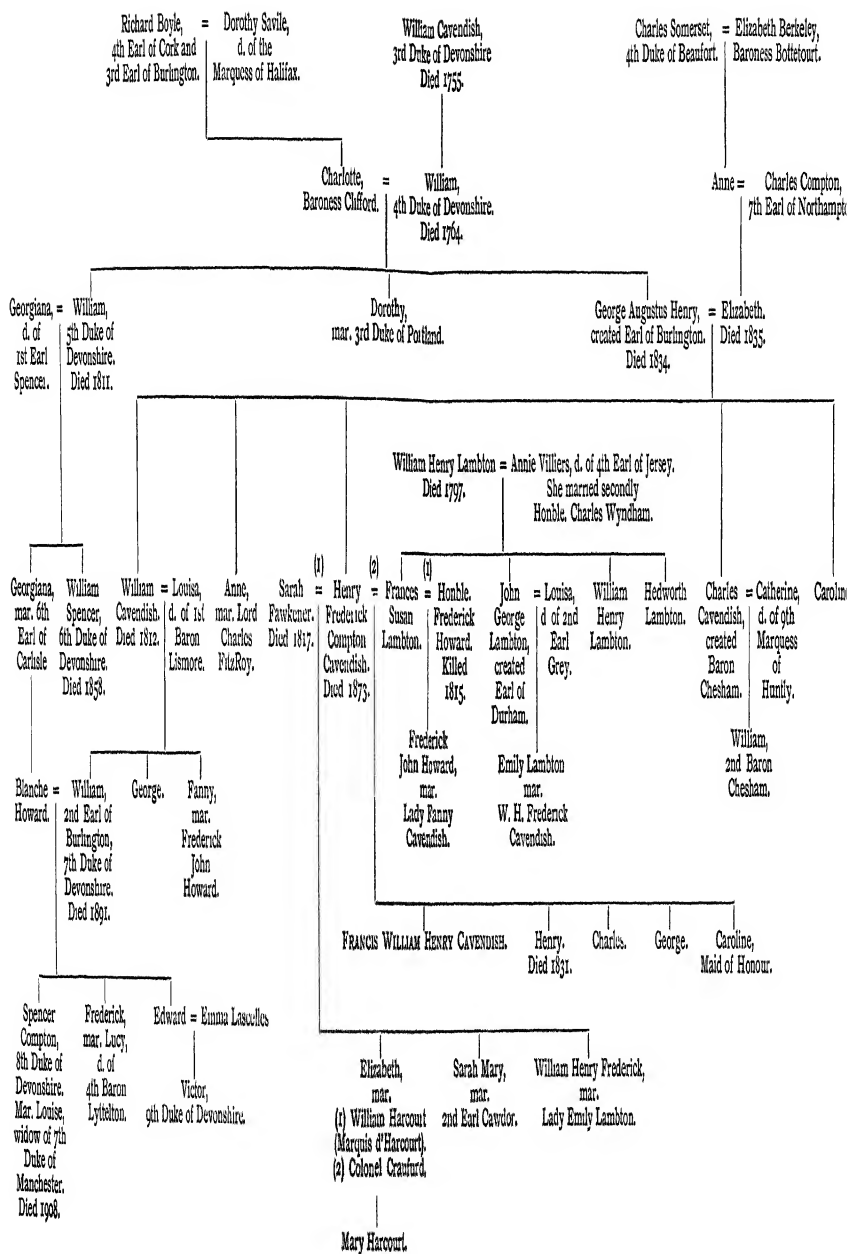 Richard Boyle,
4th Earl of Cork and
3rd Earl of Burlington.
=
Dorothy Savile,
d. of the
Marquess of Halifax.
William Cavendish,
3rd Duke of Devonshire
Died 1755.
Charles Somerset,
4th Duke of Beaufort.
=
Elizabeth Berkeley,
Baroness Bottetourt.
Charlotte,
Baroness Clifford.
=
William,
4th Duke of Devonshire.
Died 1764.
Anne =
Charles Compton,
7th Earl of Northampto
Georgiana, =
d. of
1st Earl
Spencer.
William,
5th Duke of
Devonshire.
Died 1811.
Dorothy,
mar. 3rd Duke of Portland.
George Augustus Henry,
created Earl of Burlington.
Died 1834.
=
Elizabeth.
Died 1835.
William Henry Lambton
Died 1797.
=
Annie Villiers, d. of 4th Earl of Jersey.
She married secondly
Honble. Charles Wyndham.
Georgiana,
mar. 6th
Earl of
Carlisle
William
Spencer,
6th Duke of
Devonshire.
Died 1858.
William
Cavendish.
Died 1812.
=
Louisa,
d. of 1st
Baron
Lismore.
Anne,
mar. Lord
Charles
FitzRoy.
Sarah
Fawkener.
Died 1817.
(1)
=
Henry
Frederick
Compton
Cavendish.
Died 1873.
(2)
=
Frances
Susan
Lambton.
(1)
=
Honble.
Frederick
Howard.
Killed
1815.
John
George
Lambton,
created
Earl of
Durham.
=
Louisa,
d of 2nd
Earl
Grey.
William
Henry
Lambton.
Hedworth
Lambton.
Charles
Cavendish,
created
Baron
Chesham.
=
Catherine,
d. of 9th
Marquess
of
Huntly.
Caroline
Blanche =
Howard.
William,
2nd Earl of
Burlington,
7th Duke of
Devonshire.
Died 1891.
George.
Fanny,
mar.
Frederick
John
Howard.
Frederick
John Howard,
mar.
Lady Fanny
Cavendish.
Emily Lambton
mar.
W. H. Frederick
Cavendish.
William,
2nd Baron
Chesham.
FRANCIS WILLIAM HENRY CAVENDISH.
Henry.
Died 1831.
Charles.
George.
Caroline,
Maid of Honour.
Spencer
Compton,
8th Duke of
Devonshire.
Mar. Louise,
widow of 7th
Duke of
Manchester.
Died 1908.
Frederick,
mar. Lucy,
d. of
4th Baron
Lyttelton.
Edward = Emma Lascelles
Victor,
9th Duke of Devonshire.
Elizabeth,
mar.
(1) William Harcourt
(Marquis d'Harcourt).
(2) Colonel Craufurd.
Sarah Mary,
mar.
2nd Earl Cawdor.
William Henry Frederick,
mar.
Lady Emily Lambton.
Mary Harcourt.